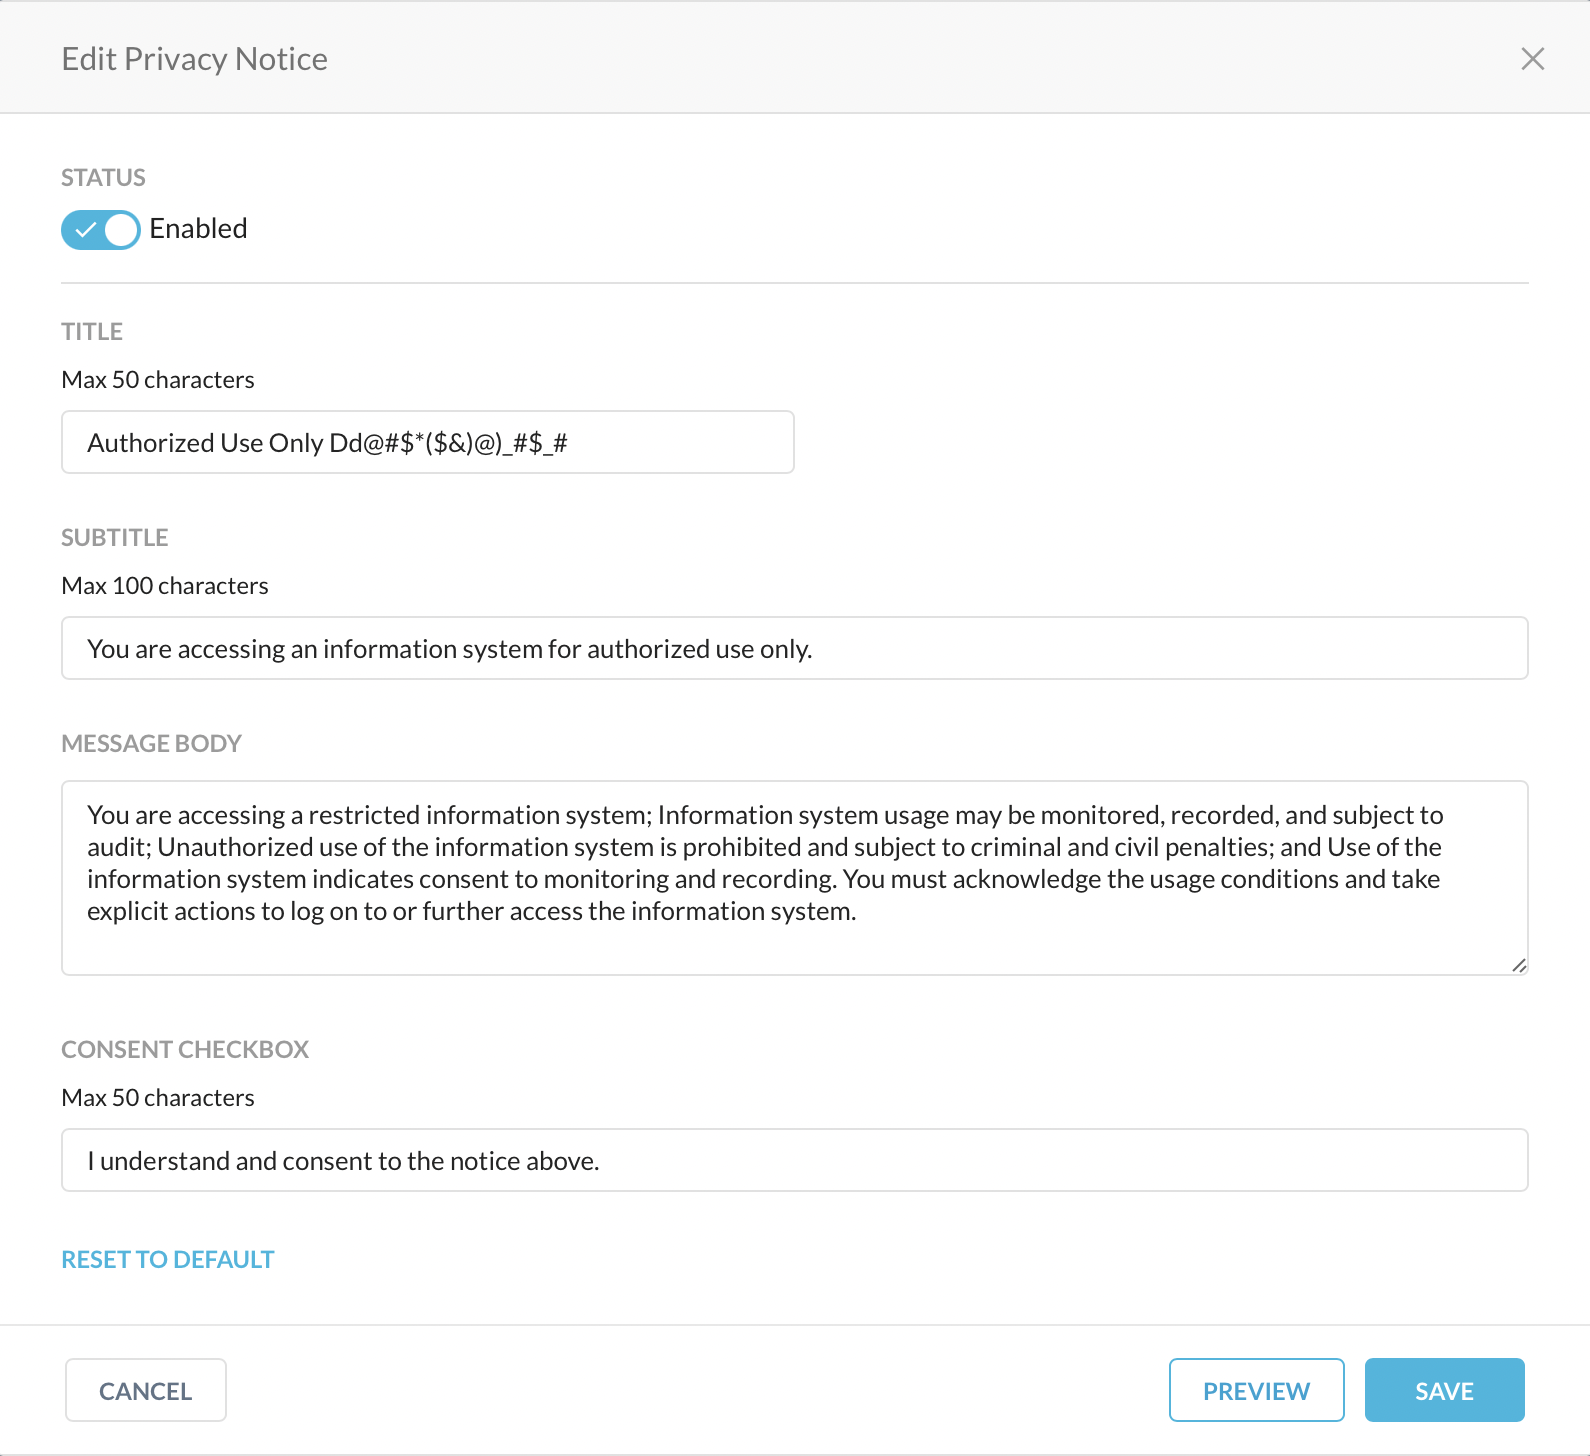 Edit Privacy Notice
STATUS
Enabled
TITLE
Max 50 characters
Authorized Use Only Dd@#$*($&)@)_#$_#
SUBTITLE
Max 100 characters
You are accessing an information system for authorized use only.
MESSAGE BODY
You are accessing a restricted information system; Information system usage may be monitored, recorded, and subject to
audit; Unauthorized use of the information system is prohibited and subject to criminal and civil penalties; and Use of the
information system indicates consent to monitoring and recording. You must acknowledge the usage conditions and take
explicit actions to log on to or further access the information system.
CONSENT CHECKBOX
Max 50 characters
I understand and consent to the notice above.
RESET TO DEFAULT
CANCEL
PREVIEW
SAVE